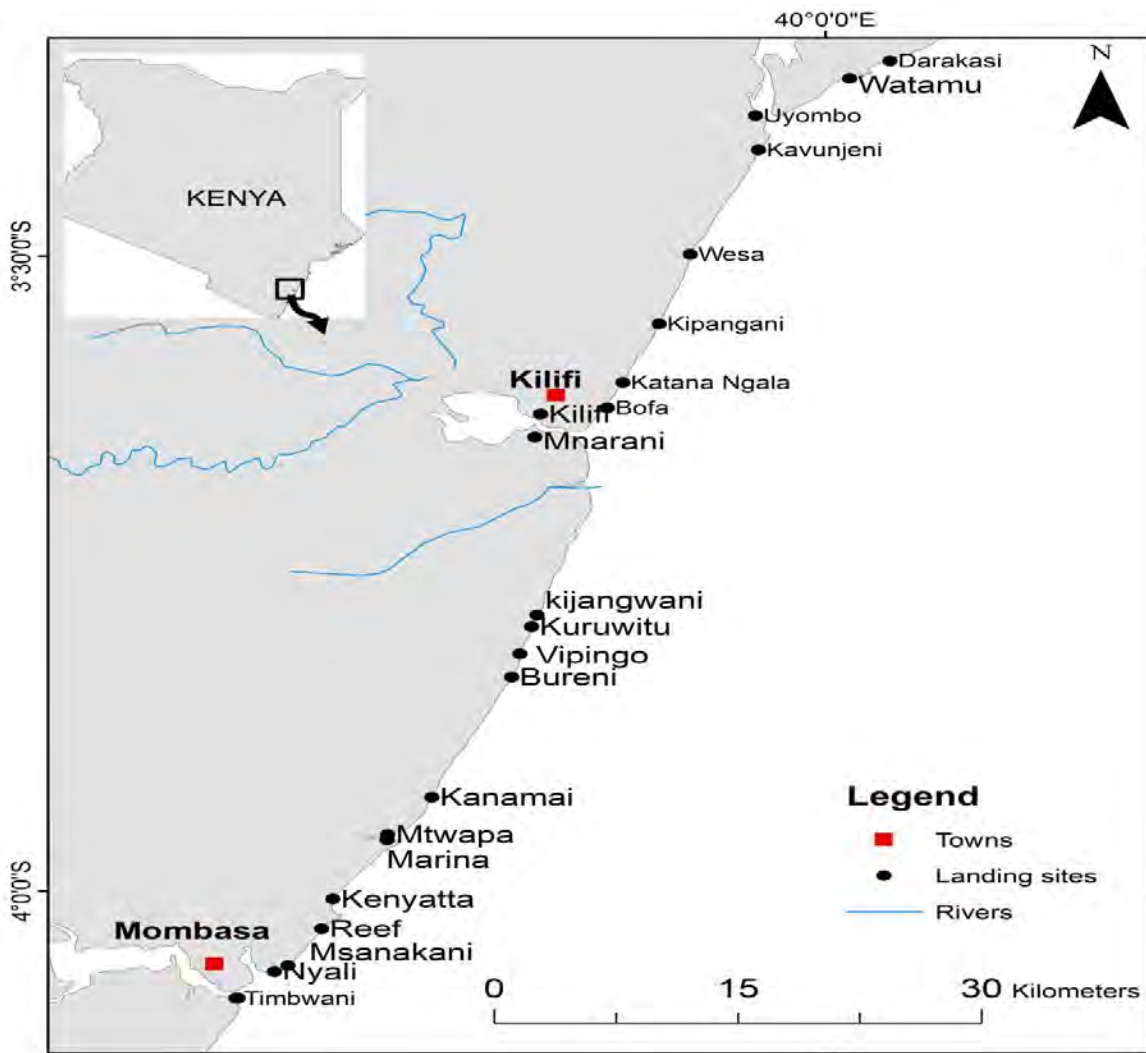 40°0'0"E
N
Darakasi
Watamu
Uyombo
Kavunjeni
KENYA
3°30'0"S
Wesa
Kipangani
Kilifi
Katana Ngala
Kilifi
Bofa
Mnarani
kijangwani
Kuruwitu
Vipingo
Bureni
Kanamai
Mtwapa
Marina
4°0'0"S
Kenyatta
Mombasa
Reef
Msanakani
Nyali
Timbwani
Legend
Towns
Landing sites
Rivers
0 15 30 Kilometers